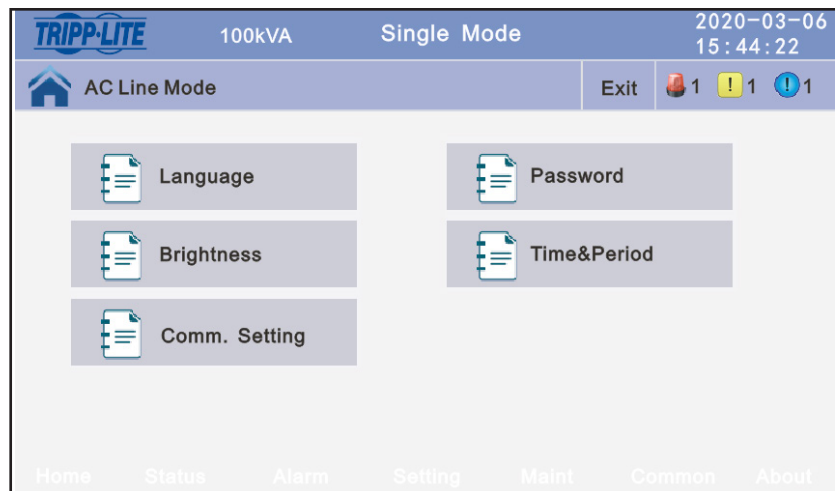 TRIPP·LITE 100kVA Single Mode 2020-03-06
15:44:22
AC Line Mode Exit 1 ! 1 ! 1
Language Password
Brightness Time&Period
Comm. Setting
Home Status Alarm Setting Maint Common About